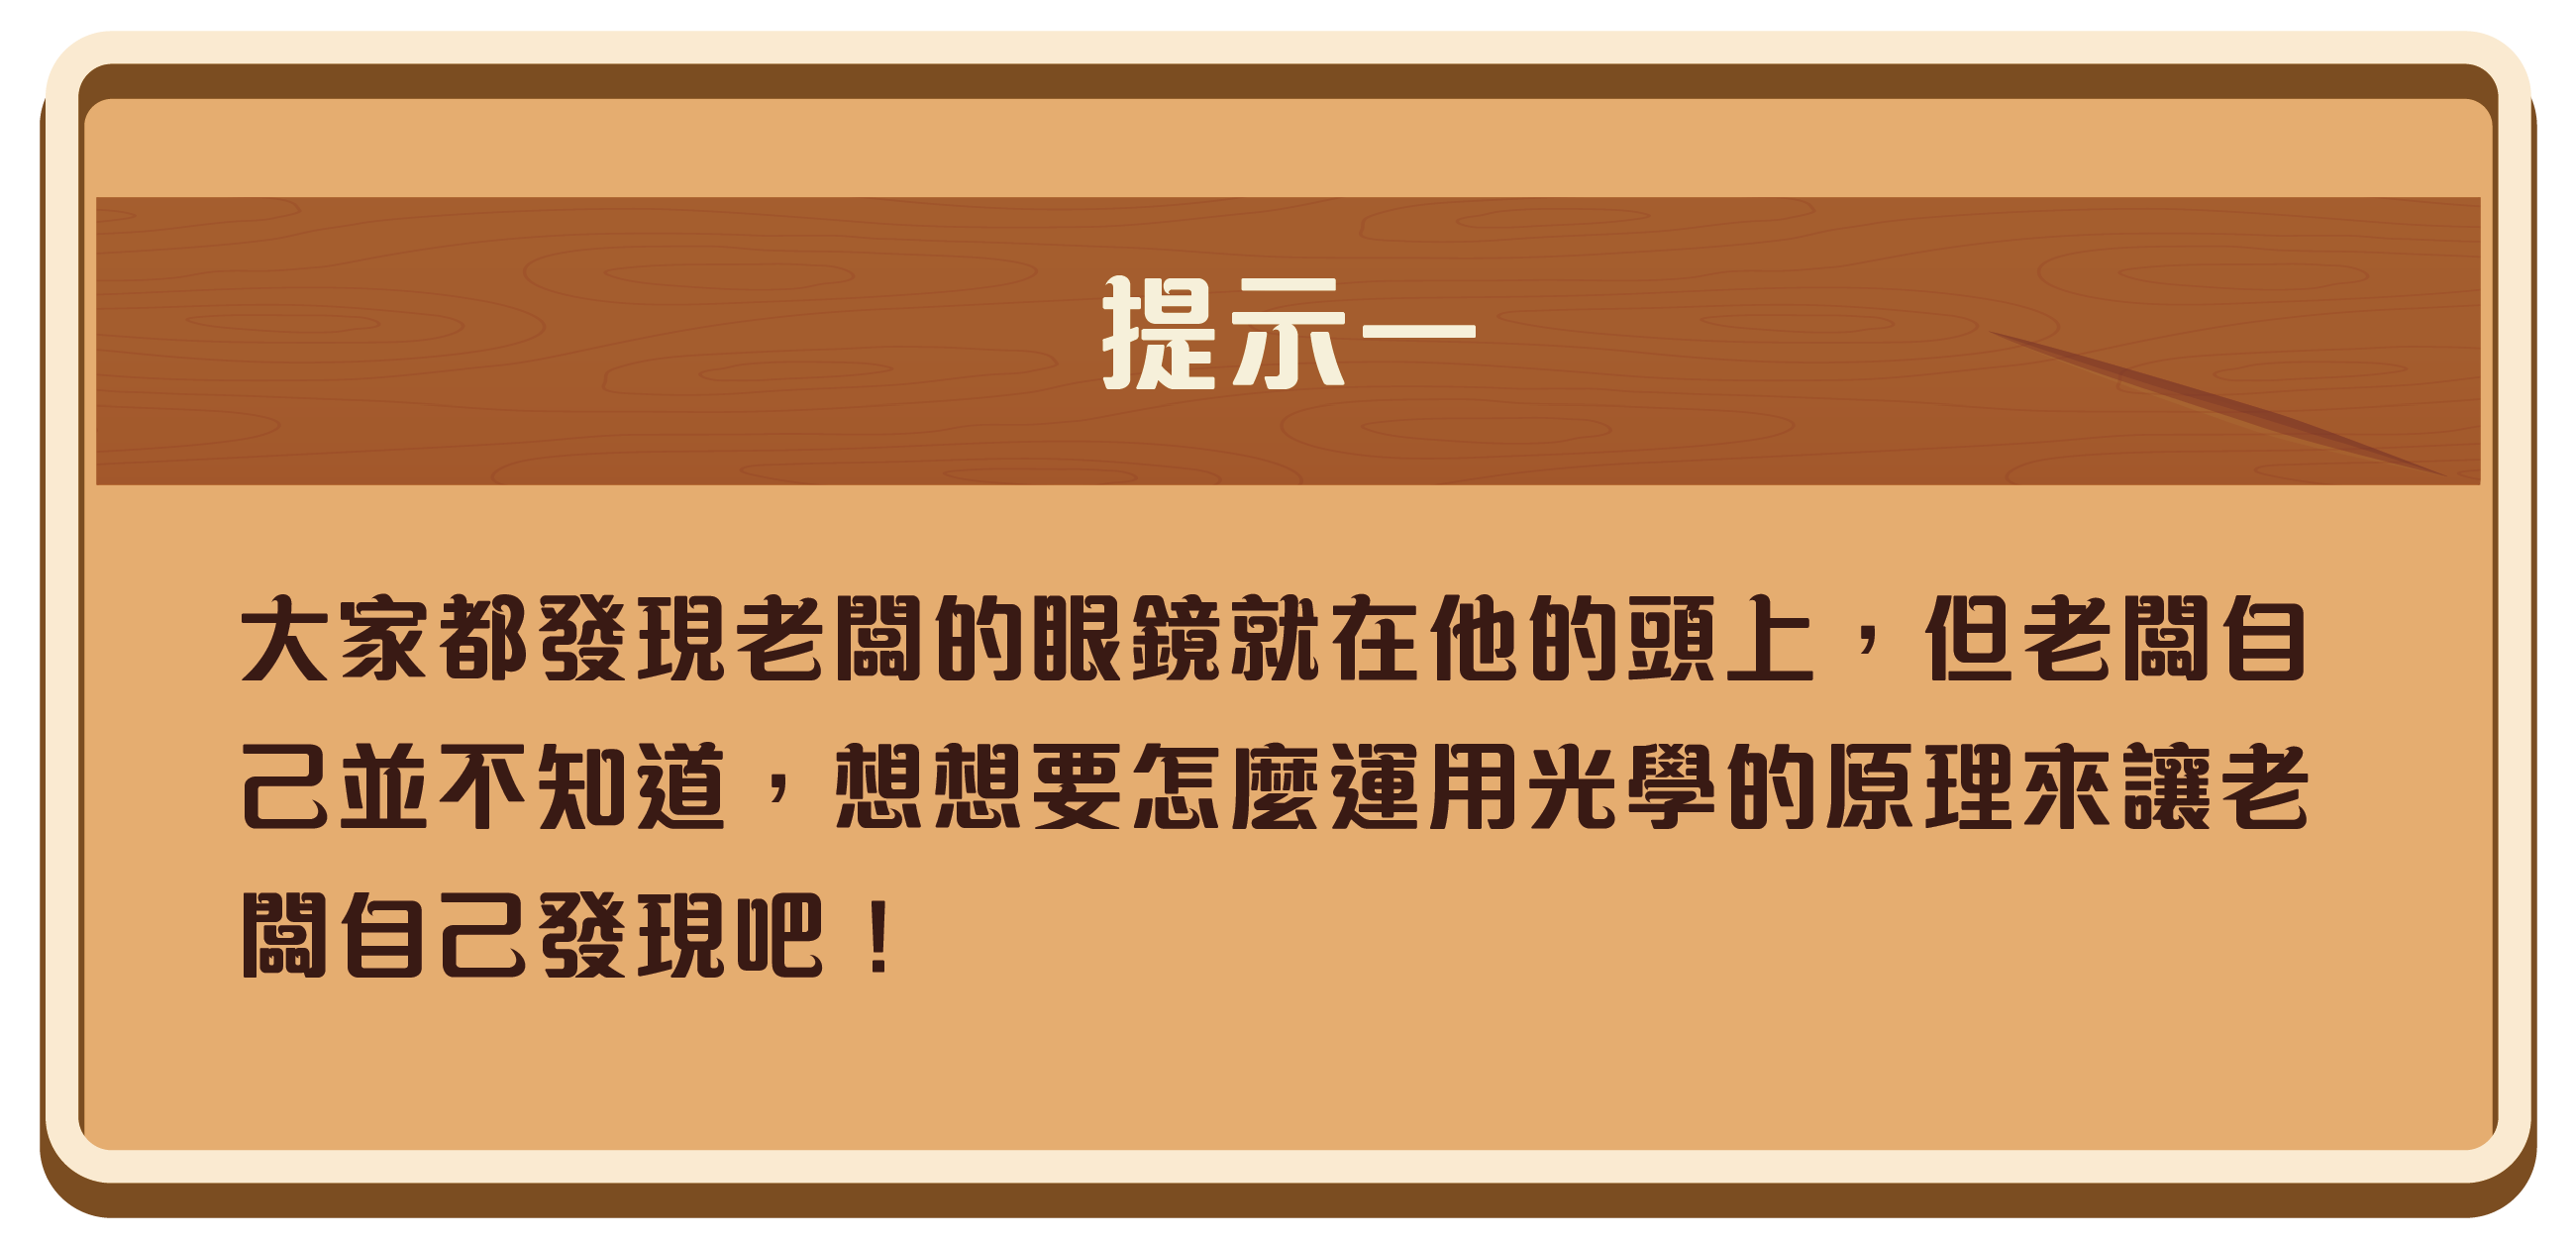 提示一
大家都發現老闆的眼鏡就在他的頭上，但老闆自
己並不知道，想想要怎麼運用光學的原理來讓老
闆自己發現吧！